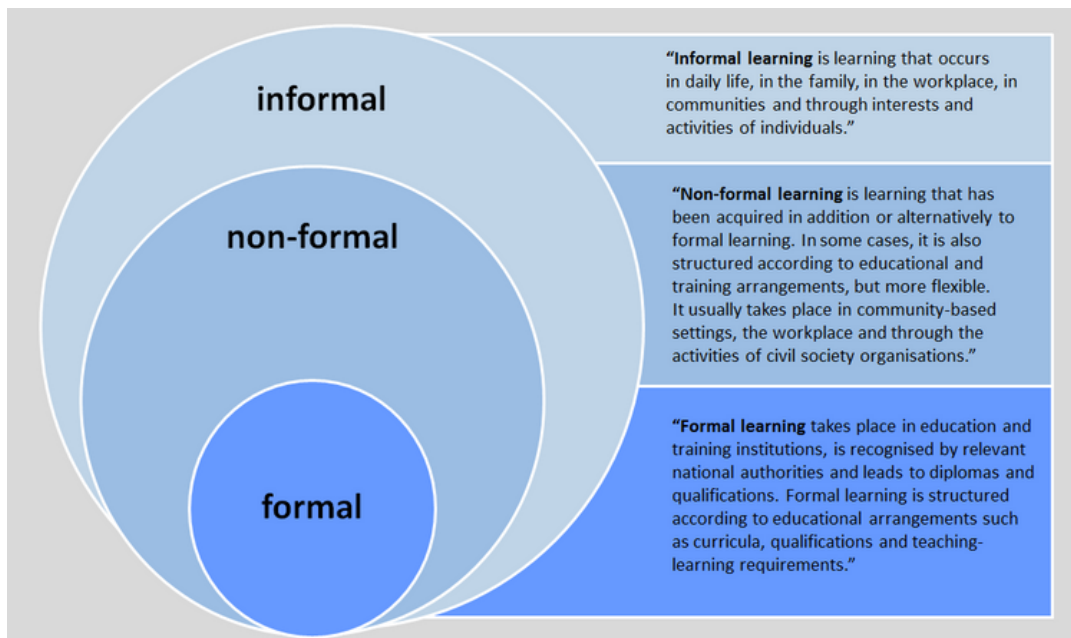 informal
non-formal
formal
“Informal learning is learning that occurs
in daily life, in the family, in the workplace, in
communities and through interests and
activities of individuals.”
“Non-formal learning is learning that has
been acquired in addition or alternatively to
formal learning. In some cases, it is also
structured according to educational and
training arrangements, but more flexible.
It usually takes place in community-based
settings, the workplace and through the
activities of civil society organisations.”
“Formal learning takes place in education and
training institutions, is recognised by relevant
national authorities and leads to diplomas and
qualifications. Formal learning is structured
according to educational arrangements such
as curricula, qualifications and teaching-
learning requirements.”